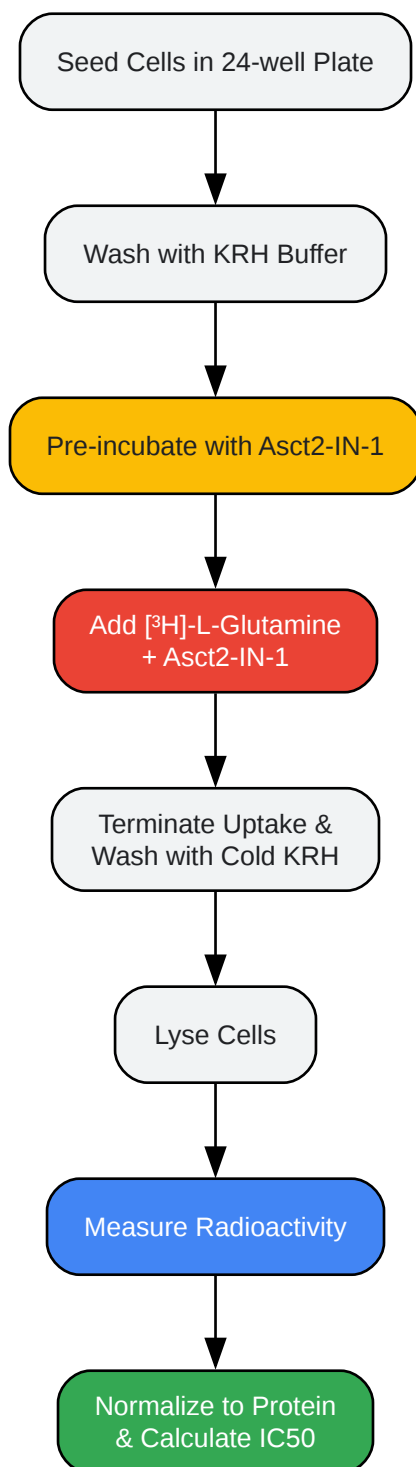 Seed Cells in 24-well Plate
Wash with KRH Buffer
Pre-incubate with Asct2-IN-1
Add [³H]-L-Glutamine
+ Asct2-IN-1
Terminate Uptake &
Wash with Cold KRH
Lyse Cells
Measure Radioactivity
Normalize to Protein
& Calculate IC50